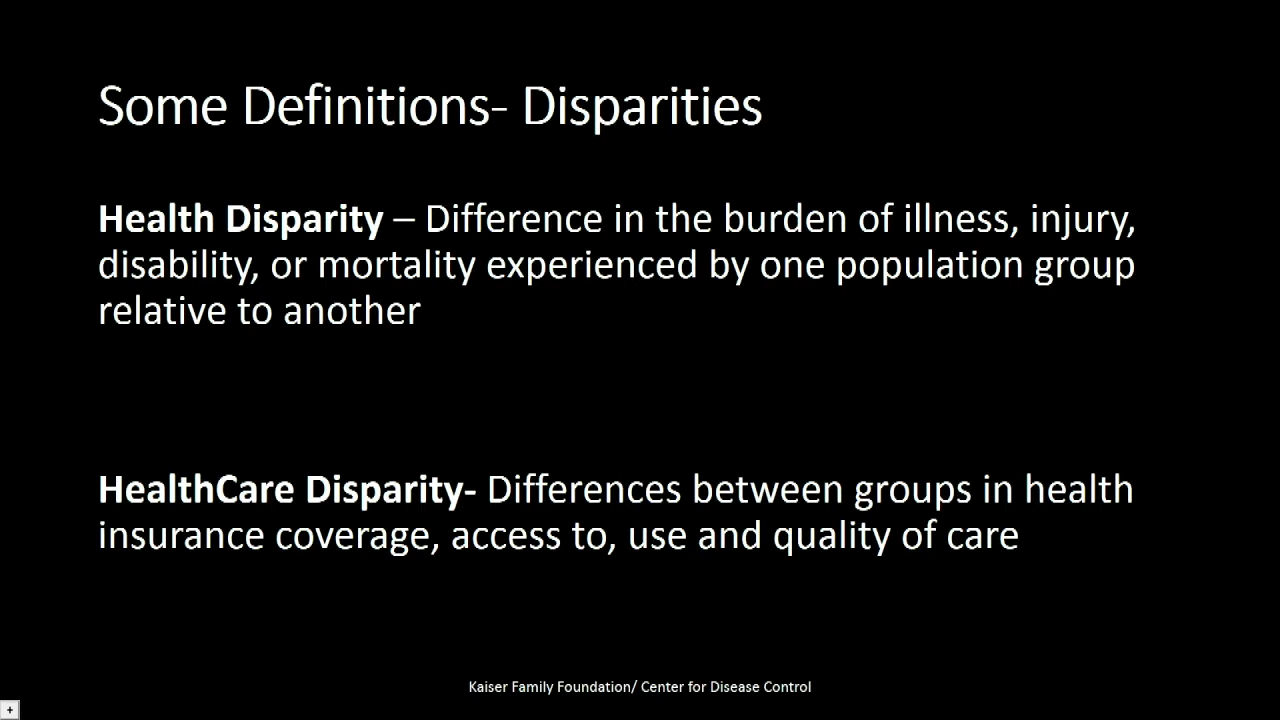 Some Definitions- Disparities
Health Disparity – Difference in the burden of illness, injury,
disability, or mortality experienced by one population group
relative to another
HealthCare Disparity- Differences between groups in health
insurance coverage, access to, use and quality of care
Kaiser Family Foundation/ Center for Disease Control
+